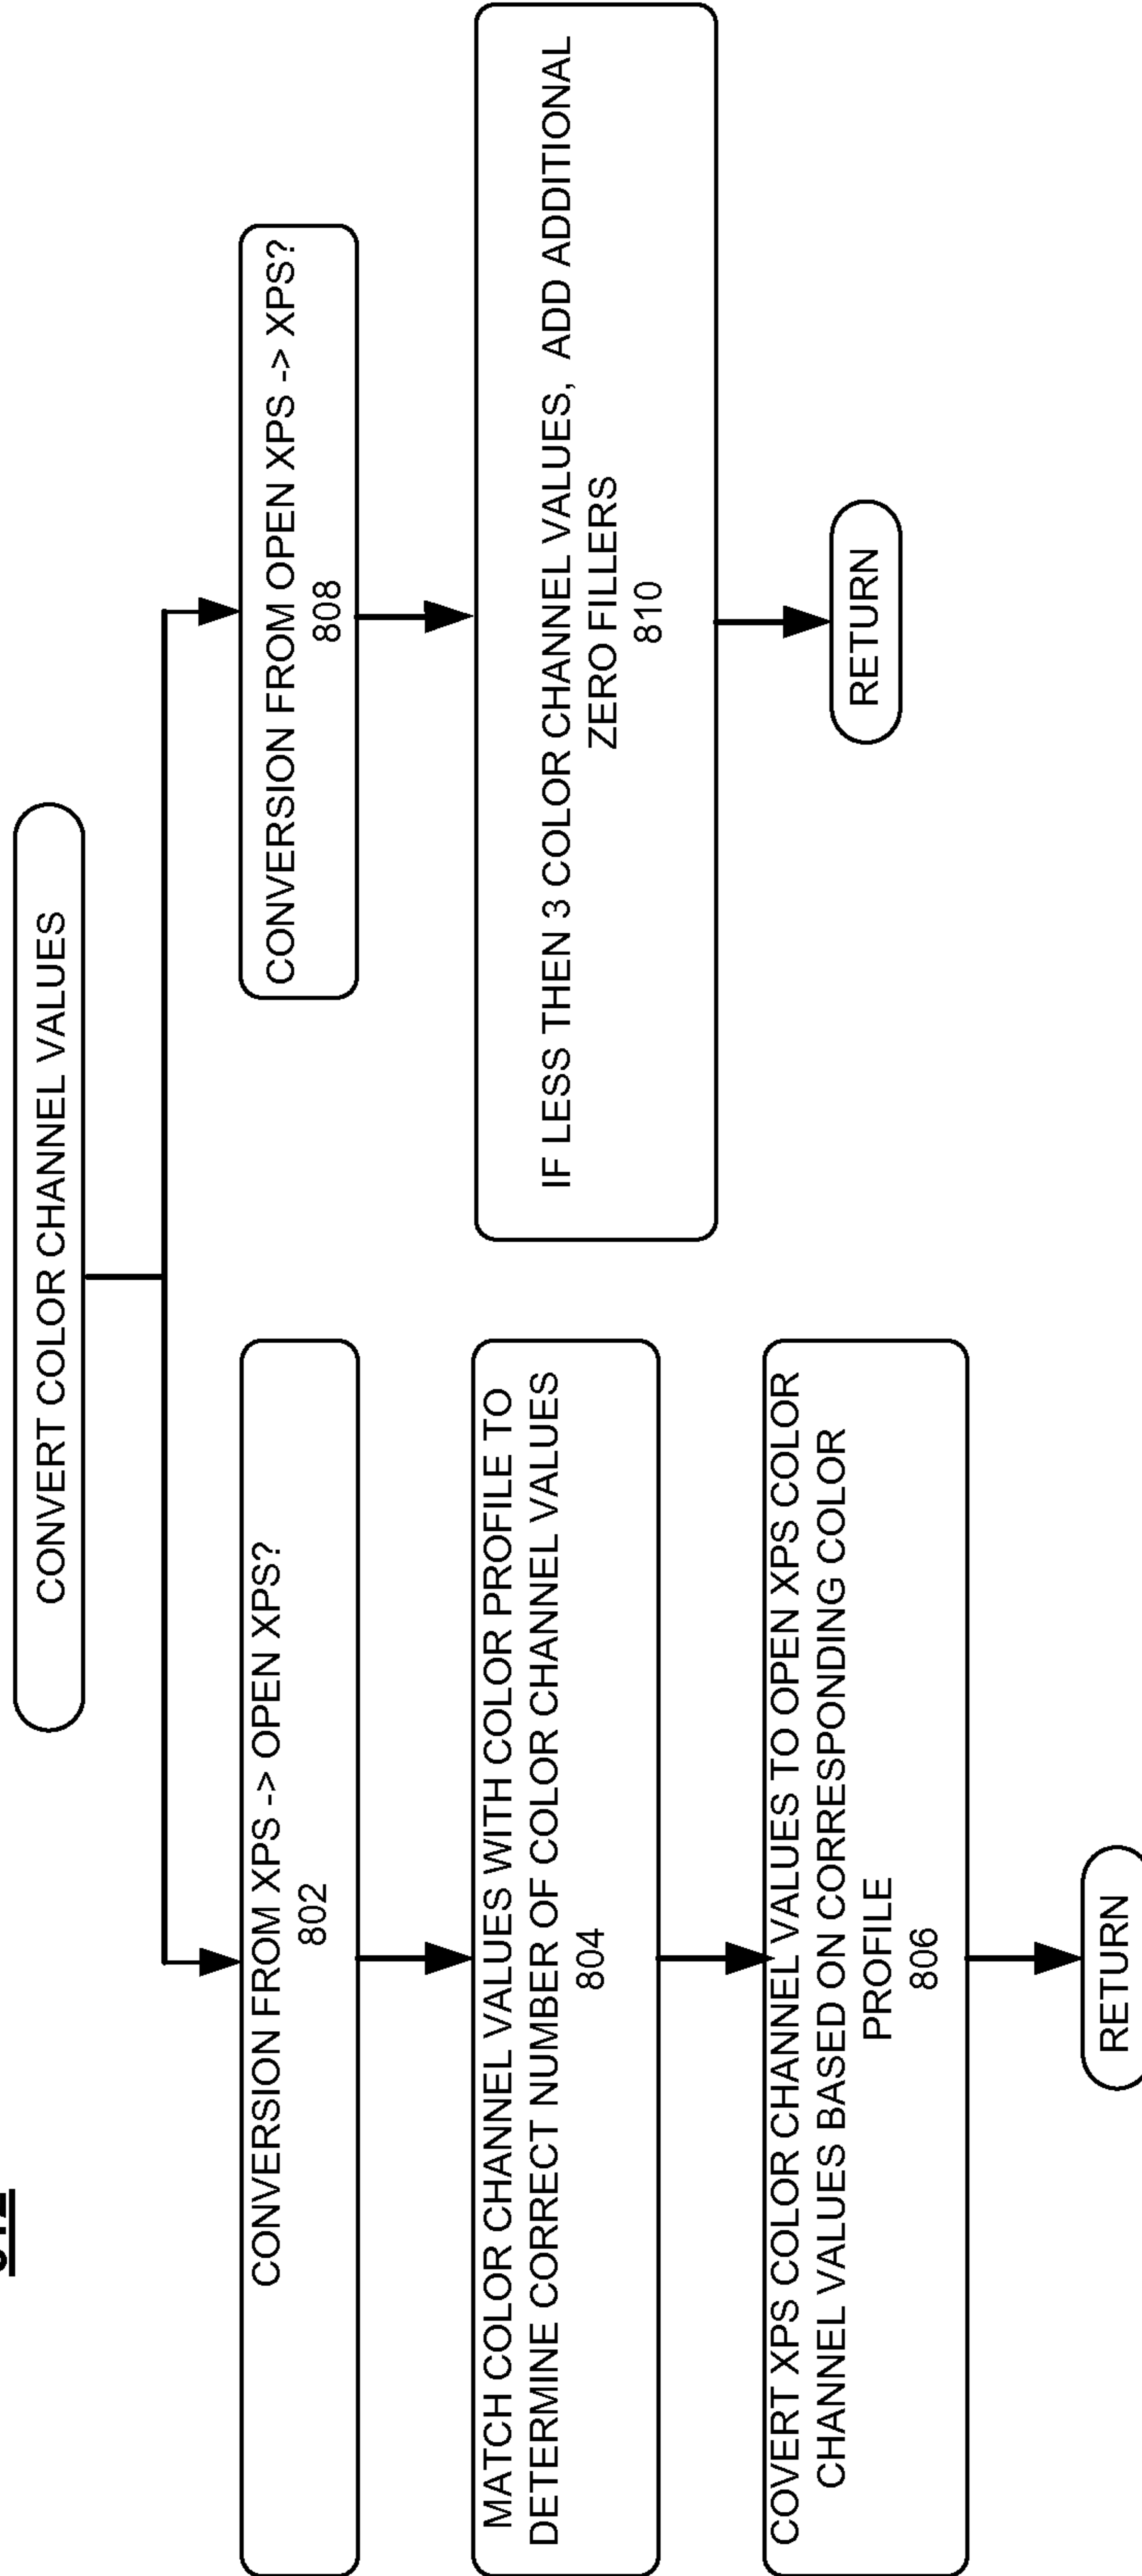 CONVERT COLOR CHANNEL VALUES
CONVERSION FROM XPS -> OPEN XPS?
802
MATCH COLOR CHANNEL VALUES WITH COLOR PROFILE TO
DETERMINE CORRECT NUMBER OF COLOR CHANNEL VALUES
804
COVERT XPS COLOR CHANNEL VALUES TO OPEN XPS COLOR
CHANNEL VALUES BASED ON CORRESPONDING COLOR
PROFILE
806
RETURN
CONVERSION FROM OPEN XPS -> XPS?
808
IF LESS THEN 3 COLOR CHANNEL VALUES, ADD ADDITIONAL
ZERO FILLERS
810
RETURN